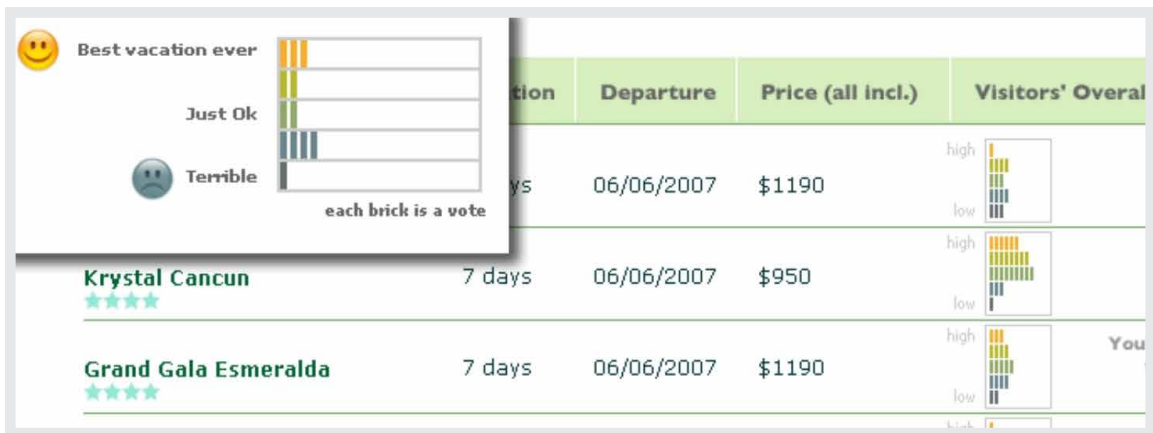 Best vacation ever
Just Ok
Terrible
each brick is a vote
tion Departure Price (all incl.) Visitors' Overal
ys 06/06/2007 $1190 high
low
Krystal Cancun 7 days 06/06/2007 $950 high
low
Grand Gala Esmeralda 7 days 06/06/2007 $1190 high You
low